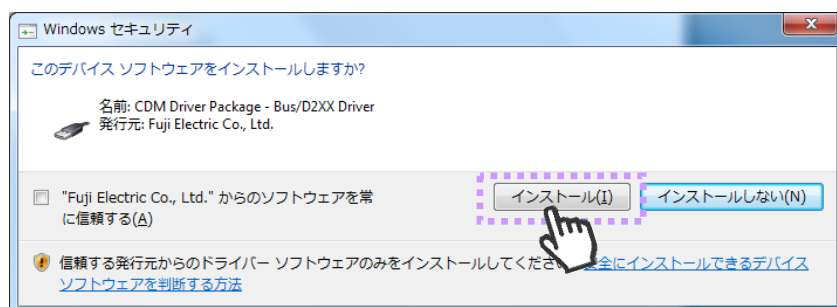 Windows セキュリティ
このデバイス ソフトウェアをインストールしますか?
名前: CDM Driver Package - Bus/D2XX Driver
発行元: Fuji Electric Co., Ltd.
"Fuji Electric Co., Ltd." からのソフトウェアを常
に信頼する(A)
インストール(I)
インストールしない(N)
信頼する発行元からのドライバー ソフトウェアのみをインストールしてくださ 全にインストールできるデバイス
ソフトウェアを判断する方法